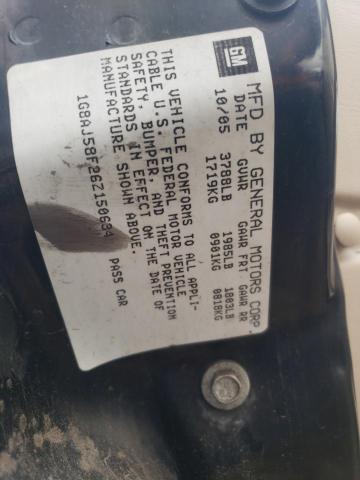 GM
MFD BY GENERAL MOTORS CORP
DATE GVWR GAWR FRT GAWR RR
10/05 3788LB 1985LB 1803LB
1719KG 0901KG 0818KG
THIS VEHICLE CONFORMS TO ALL APPLI-
CABLE U.S. FEDERAL MOTOR VEHICLE
SAFETY, BUMPER, AND THEFT PREVENTION
STANDARDS IN EFFECT ON THE DATE OF
MANUFACTURE SHOWN ABOVE.
1G8AJ58F26Z150634 PASS CAR